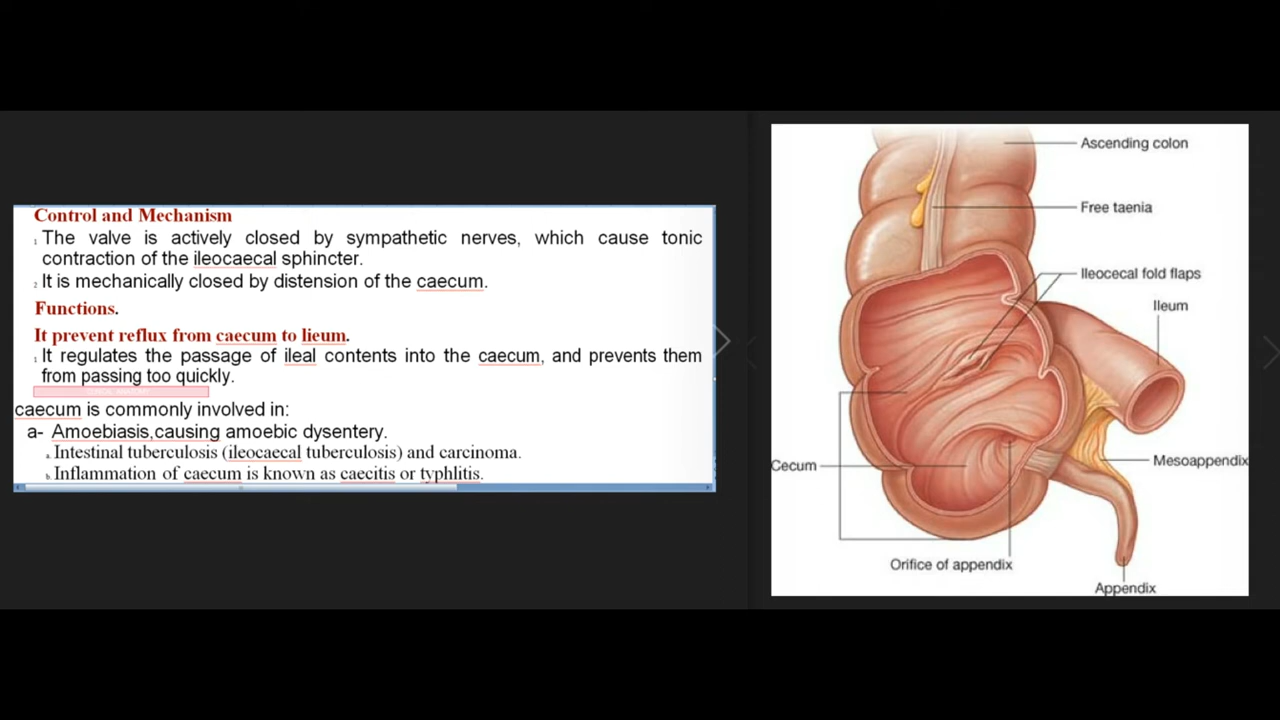 Control and Mechanism
1 The valve is actively closed by sympathetic nerves, which cause tonic
contraction of the ileocaecal sphincter.
2 It is mechanically closed by distension of the caecum.
Functions.
It prevent reflux from caecum to lieum.
1 It regulates the passage of ileal contents into the caecum, and prevents them
from passing too quickly.
caecum is commonly involved in:
a- Amoebiasis,causing amoebic dysentery.
a. Intestinal tuberculosis (ileocaecal tuberculosis) and carcinoma.
b. Inflammation of caecum is known as caecitis or typhlitis.
Ascending colon
Free taenia
Ileocecal fold flaps
Ileum
Cecum
Mesoappendix
Orifice of appendix
Appendix